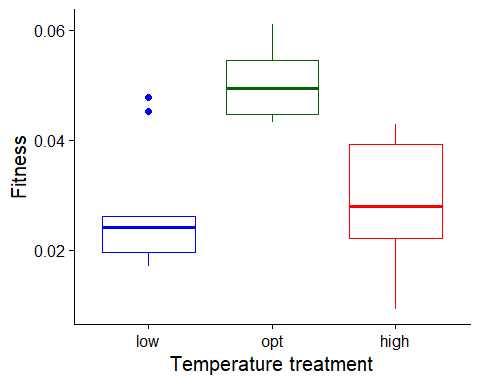 Fitness
0.06
0.04
0.02
low opt high
Temperature treatment